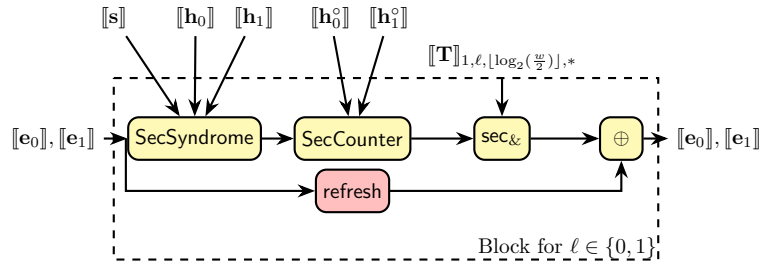 ⟦s⟧ ⟦h₀⟧ ⟦h₁⟧ ⟦h₀°⟧ ⟦h₁°⟧
⟦T⟧₁,ℓ,⌊log₂(w/2)⌋,*
⟦e₀⟧, ⟦e₁⟧ SecSyndrome SecCounter sec& ⊕ ⟦e₀⟧, ⟦e₁⟧
refresh
Block for ℓ ∈ {0, 1}